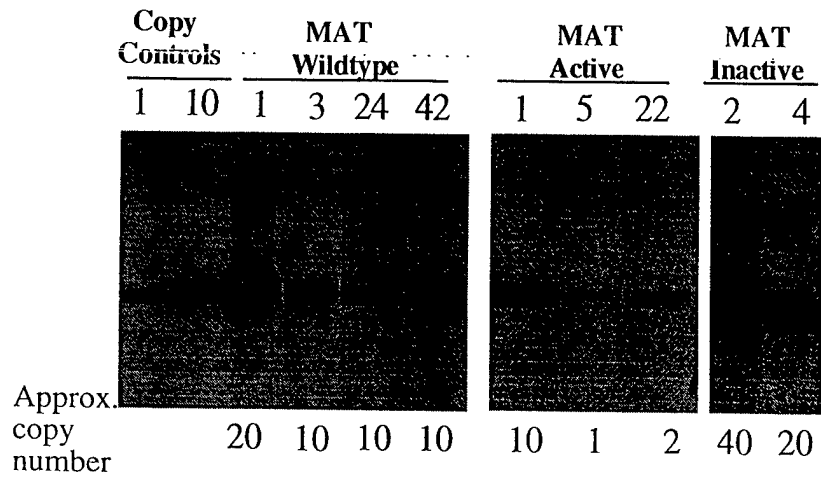 Copy Controls MAT Wildtype MAT Active MAT Inactive
1 10 1 3 24 42 1 5 22 2 4
Approx. copy number 20 10 10 10 10 1 2 40 20